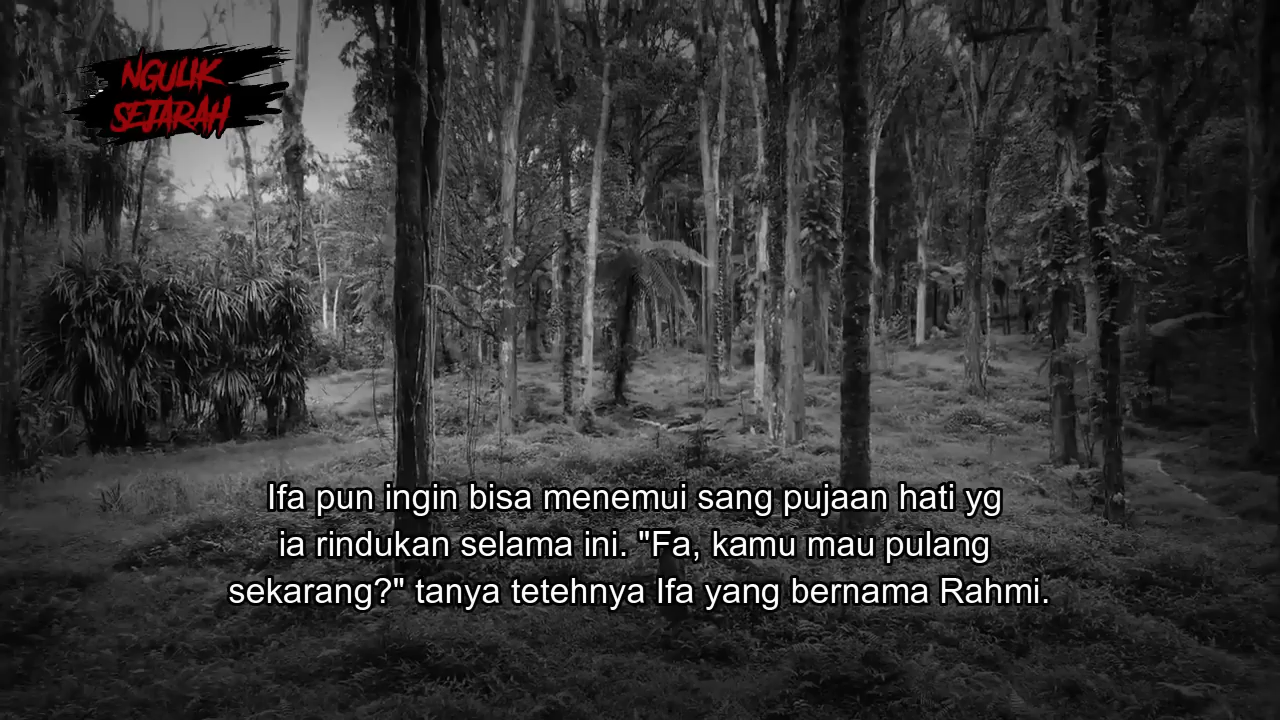 NGULIK
SEJARAH
Ifa pun ingin bisa menemui sang pujaan hati yg
ia rindukan selama ini. "Fa, kamu mau pulang
sekarang?" tanya tetehnya Ifa yang bernama Rahmi.